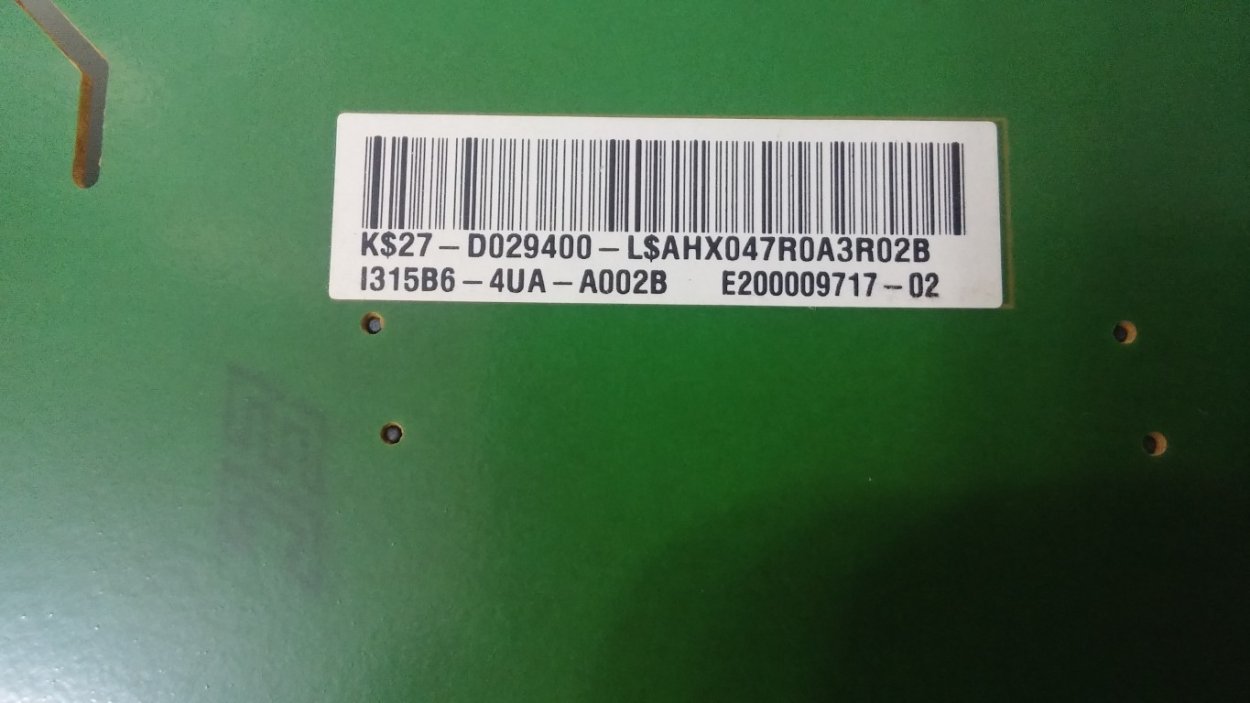 K$27-D029400-L$AHX047R0A3R02B
I315B6-4UA-A002B E200009717-02